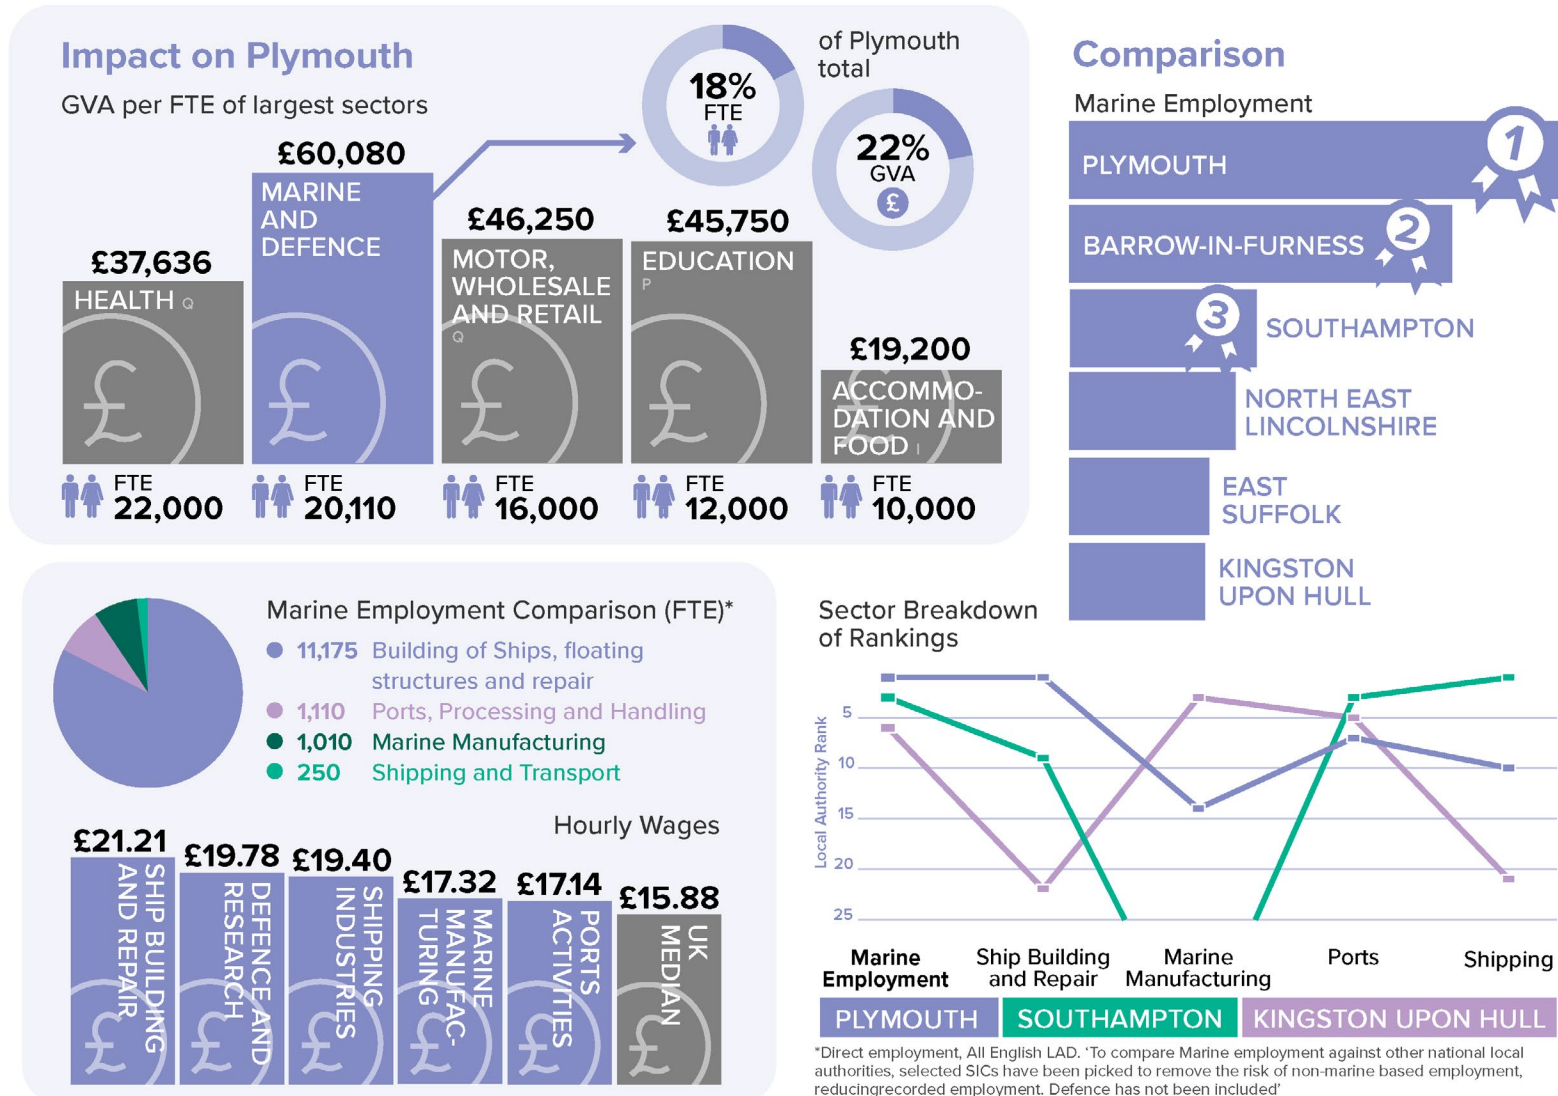 Impact on Plymouth
GVA per FTE of largest sectors
£37,636
HEALTH Q
FTE
22,000
£60,080
MARINE
AND
DEFENCE
FTE
20,110
£46,250
MOTOR,
WHOLESALE
AND RETAIL
Q
FTE
16,000
£45,750
EDUCATION
P
FTE
12,000
£19,200
ACCOMMO-
DATION AND
FOOD I
FTE
10,000
18%
FTE
of Plymouth
total
22%
GVA
£
Comparison
Marine Employment
PLYMOUTH
1
BARROW-IN-FURNESS
2
3
SOUTHAMPTON
NORTH EAST
LINCOLNSHIRE
EAST
SUFFOLK
KINGSTON
UPON HULL
Marine Employment Comparison (FTE)*
11,175 Building of Ships, floating
structures and repair
1,110 Ports, Processing and Handling
1,010 Marine Manufacturing
250 Shipping and Transport
Hourly Wages
£21.21
SHIP BUILDING
AND REPAIR
£19.78
DEFENCE AND
RESEARCH
£19.40
SHIPPING
INDUSTRIES
£17.32
MARINE
MANUFAC-
TURING
£17.14
PORTS
ACTIVITIES
£15.88
UK
MEDIAN
Sector Breakdown
of Rankings
Local Authority Rank
5
10
15
20
25
Marine
Employment
Ship Building
and Repair
Marine
Manufacturing
Ports
Shipping
PLYMOUTH
SOUTHAMPTON
KINGSTON UPON HULL
*Direct employment, All English LAD. ‘To compare Marine employment against other national local
authorities, selected SICs have been picked to remove the risk of non-marine based employment,
reducingrecorded employment. Defence has not been included’